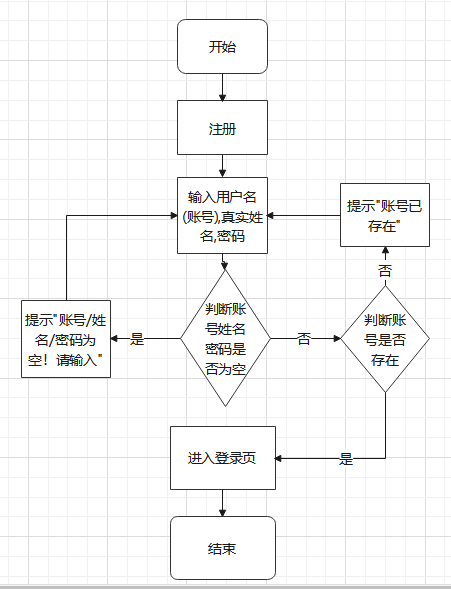 开始
注册
输入用户名
(账号),真实姓
名,密码
提示"账号已
存在"
否
提示"账号/姓
名/密码为
空！请输入"
是
判断账
号姓名
密码是
否为空
否
判断账
号是否
存在
进入登录页
是
结束